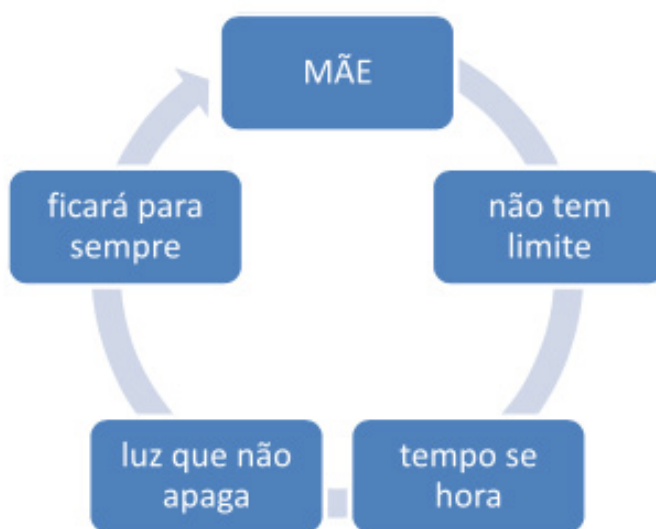 MÃE
não tem
limite
tempo se
hora
luz que não
apaga
ficará para
sempre